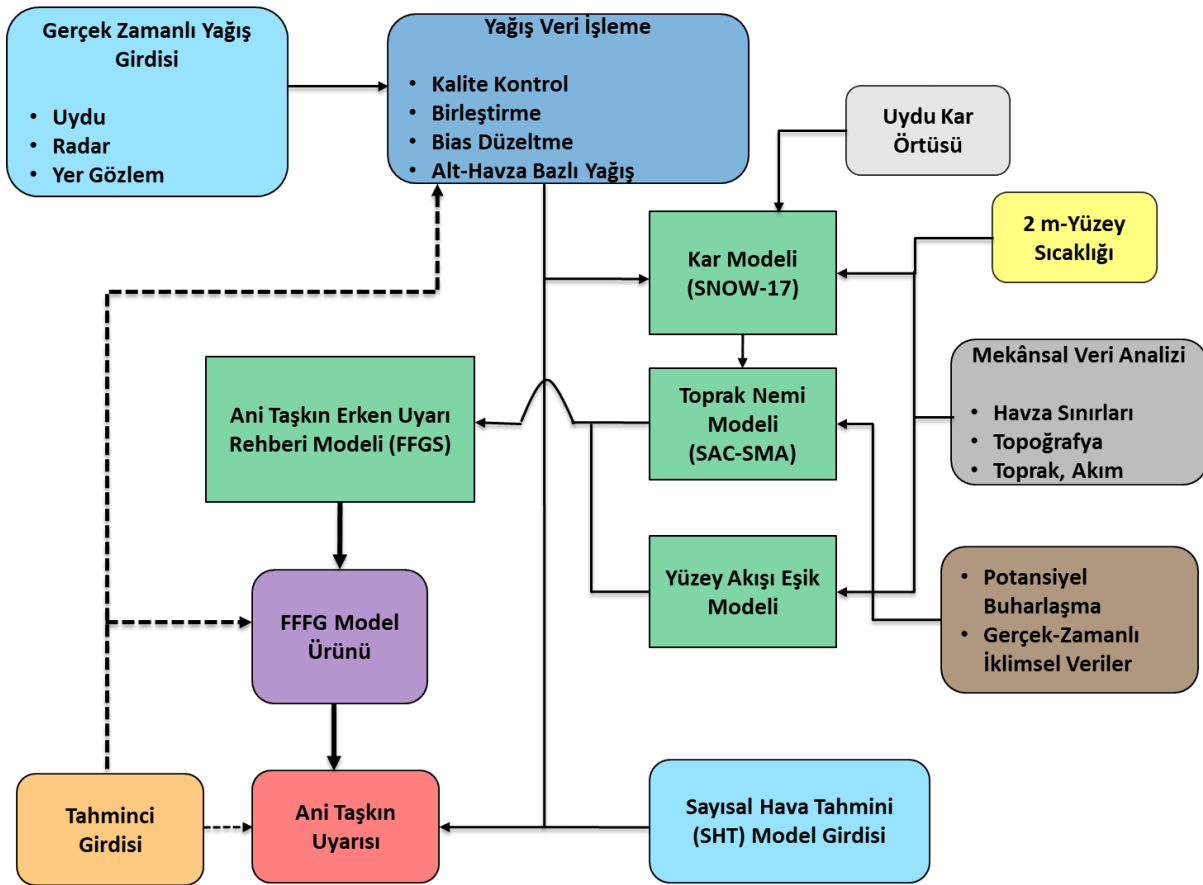 Gerçek Zamanlı Yağış
Girdisi
• Uydu
• Radar
• Yer Gözlem
Yağış Veri İşleme
• Kalite Kontrol
• Birleştirme
• Bias Düzeltme
• Alt-Havza Bazlı Yağış
Uydu Kar
Örtüsü
2 m-Yüzey
Sıcaklığı
Kar Modeli
(SNOW-17)
Mekânsal Veri Analizi
• Havza Sınırları
• Topoğrafya
• Toprak, Akım
Ani Taşkın Erken Uyarı
Rehberi Modeli (FFGS)
Toprak Nemi
Modeli
(SAC-SMA)
Yüzey Akışı Eşik
Modeli
• Potansiyel
Buharlaşma
• Gerçek-Zamanlı
İklimsel Veriler
FFFG Model
Ürünü
Tahminci
Girdisi
Ani Taşkın
Uyarısı
Sayısal Hava Tahmini
(SHT) Model Girdisi